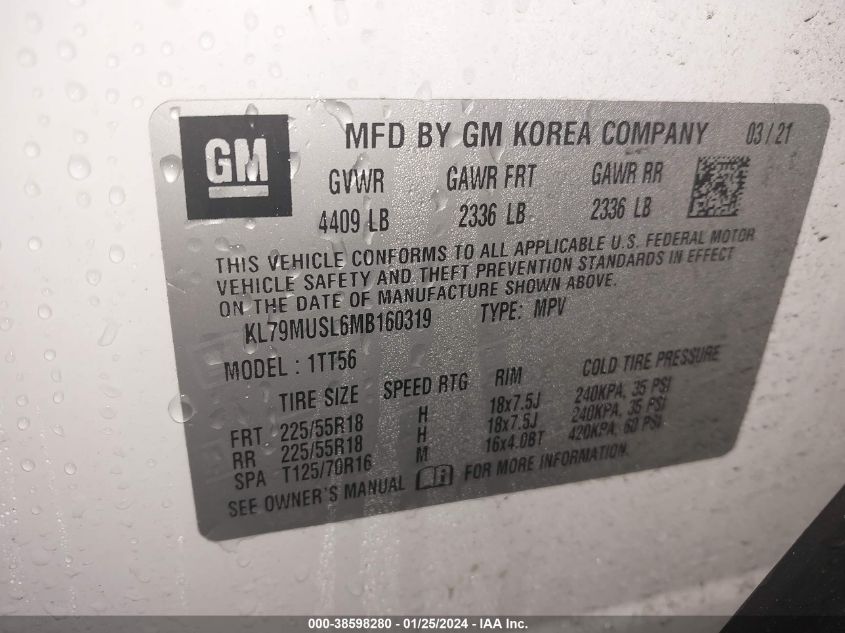 GM
MFD BY GM KOREA COMPANY 03/21
GVWR GAWR FRT GAWR RR
4409 LB 2336 LB 2336 LB
THIS VEHICLE CONFORMS TO ALL APPLICABLE U.S. FEDERAL MOTOR
VEHICLE SAFETY AND THEFT PREVENTION STANDARDS IN EFFECT
ON THE DATE OF MANUFACTURE SHOWN ABOVE.
KL79MUSL6MB160319 TYPE: MPV
MODEL : 1TT56
TIRE SIZE SPEED RTG RIM COLD TIRE PRESSURE
FRT 225/55R18 H 18x7.5J 240KPA, 35 PSI
RR 225/55R18 H 18x7.5J 240KPA, 35 PSI
SPA T125/70R16 M 16x4.0BT 420KPA, 60 PSI
SEE OWNER'S MANUAL FOR MORE INFORMATION.
000-38598280 - 01/25/2024 - IAA Inc.